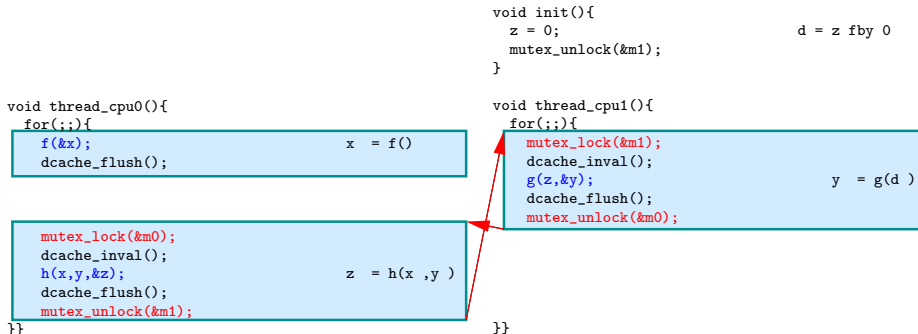 void init(){
z = 0; d = z fby 0
mutex_unlock(&m1);
}
void thread_cpu0(){
for(;;){
f(&x); x = f()
dcache_flush();
mutex_lock(&m0);
dcache_inval();
h(x,y,&z); z = h(x ,y )
dcache_flush();
mutex_unlock(&m1);
}}
void thread_cpu1(){
for(;;){
mutex_lock(&m1);
dcache_inval();
g(z,&y); y = g(d )
dcache_flush();
mutex_unlock(&m0);
}}